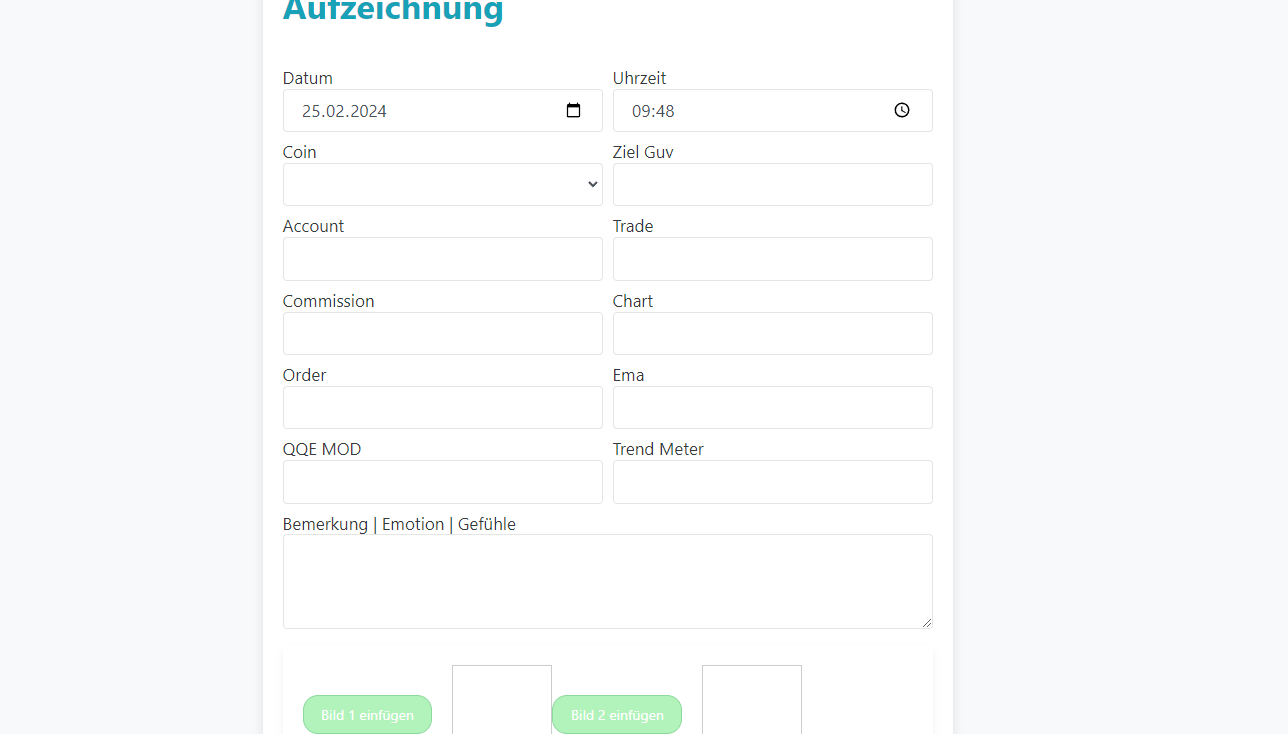 Aufzeichnung
Datum Uhrzeit
25.02.2024 09:48
Coin Ziel Guv
Account Trade
Commission Chart
Order Ema
QQE MOD Trend Meter
Bemerkung | Emotion | Gefühle
Bild 1 einfügen Bild 2 einfügen